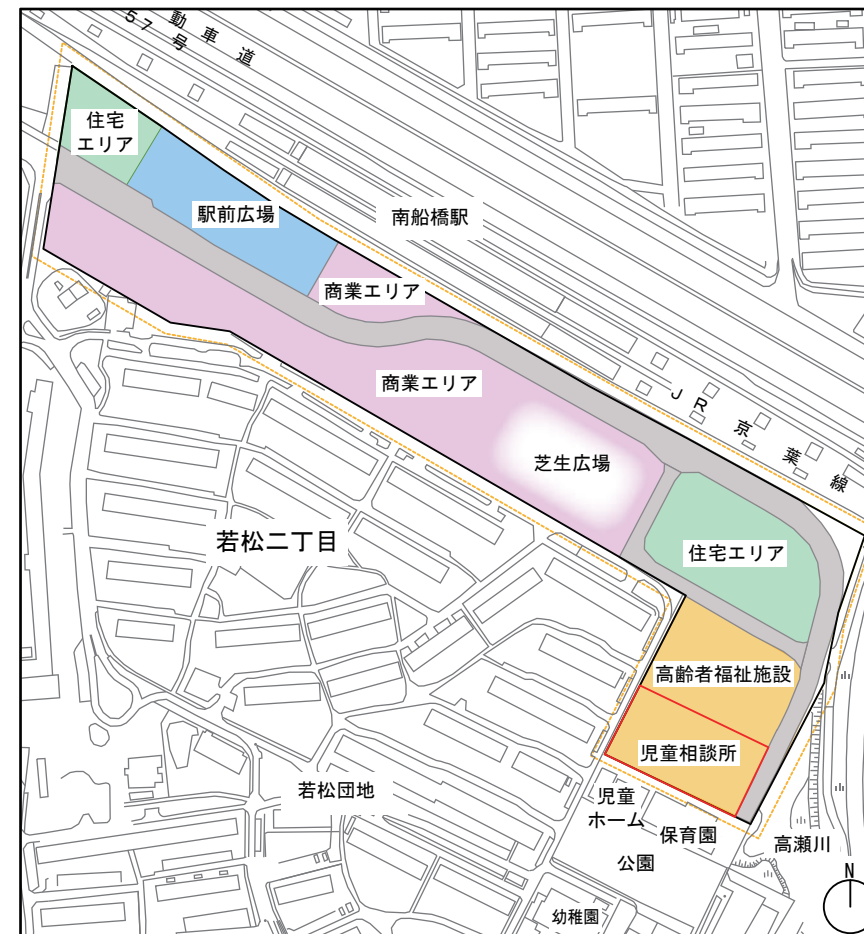 動車道
57号
住宅
エリア
駅前広場
南船橋駅
商業エリア
商業エリア
JR京葉線
芝生広場
若松二丁目
住宅エリア
高齢者福祉施設
児童相談所
若松団地
児童
ホーム
保育園
高瀬川
公園
N
幼稚園